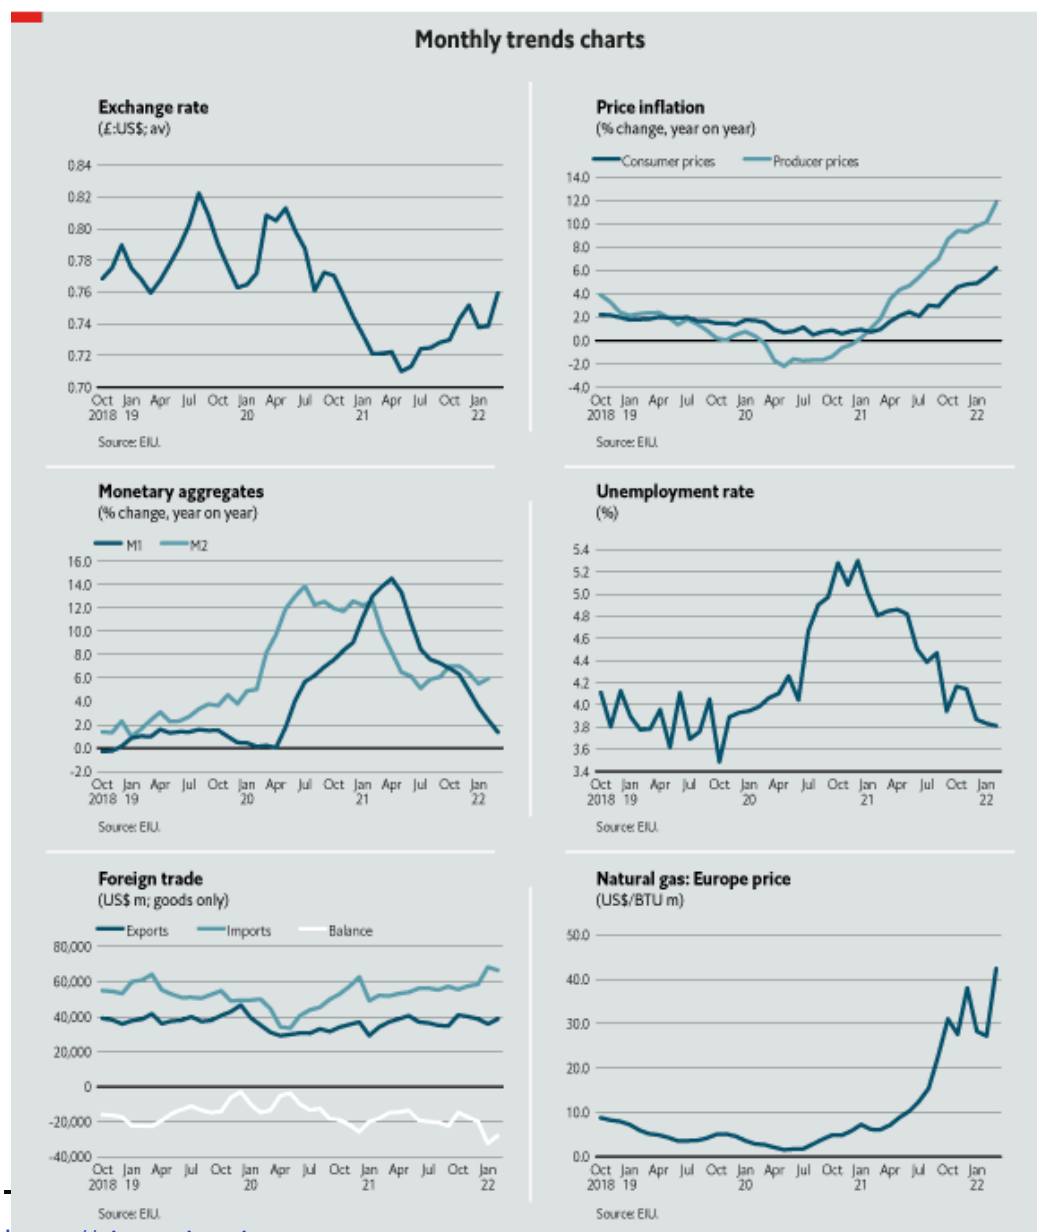 Monthly trends charts
Exchange rate
(£:US$; av)
0.84
0.82
0.80
0.78
0.76
0.74
0.72
0.70
Oct Jan Apr Jul Oct Jan Apr Jul Oct Jan Apr Jul Oct Jan
2018 19 20 21 22
Source: EIU.
Price inflation
(% change, year on year)
Consumer prices Producer prices
14.0
12.0
10.0
8.0
6.0
4.0
2.0
0.0
-2.0
-4.0
Oct Jan Apr Jul Oct Jan Apr Jul Oct Jan Apr Jul Oct Jan
2018 19 20 21 22
Source: EIU.
Monetary aggregates
(% change, year on year)
M1 M2
16.0
14.0
12.0
10.0
8.0
6.0
4.0
2.0
0.0
-2.0
Oct Jan Apr Jul Oct Jan Apr Jul Oct Jan Apr Jul Oct Jan
2018 19 20 21 22
Source: EIU.
Unemployment rate
(%)
5.4
5.2
5.0
4.8
4.6
4.4
4.2
4.0
3.8
3.6
3.4
Oct Jan Apr Jul Oct Jan Apr Jul Oct Jan Apr Jul Oct Jan
2018 19 20 21 22
Source: EIU.
Foreign trade
(US$ m; goods only)
Exports Imports Balance
80,000
60,000
40,000
20,000
0
-20,000
-40,000
Oct Jan Apr Jul Oct Jan Apr Jul Oct Jan Apr Jul Oct Jan
2018 19 20 21 22
Source: EIU.
Natural gas: Europe price
(US$/BTU m)
50.0
40.0
30.0
20.0
10.0
0.0
Oct Jan Apr Jul Oct Jan Apr Jul Oct Jan Apr Jul Oct Jan
2018 19 20 21 22
Source: EIU.